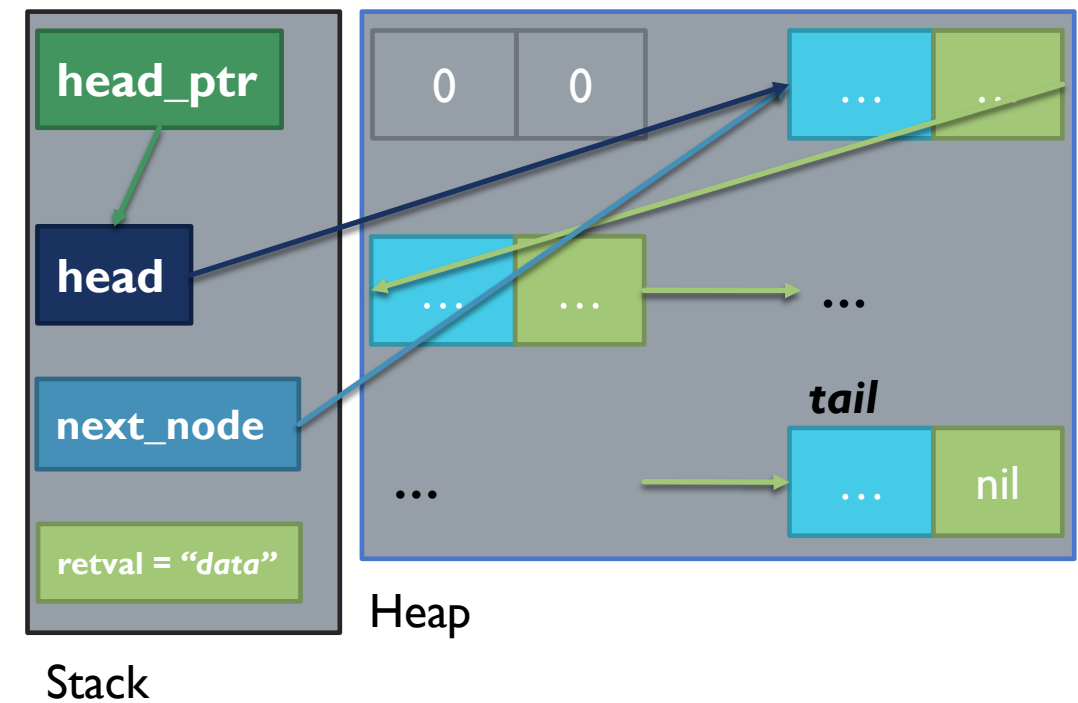 head_ptr
0 0 … …
head
… … …
tail
next_node
… … nil
retval = “data”
Heap
Stack